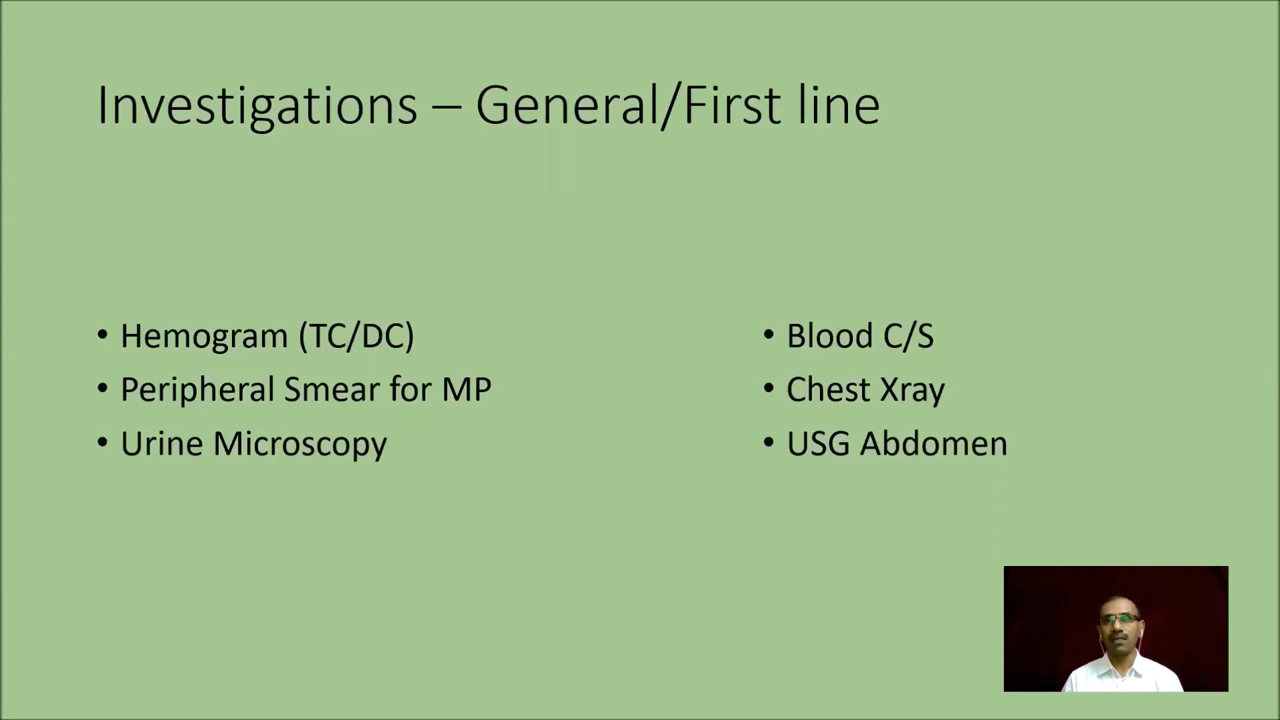 Investigations – General/First line
• Hemogram (TC/DC)
• Peripheral Smear for MP
• Urine Microscopy
• Blood C/S
• Chest Xray
• USG Abdomen